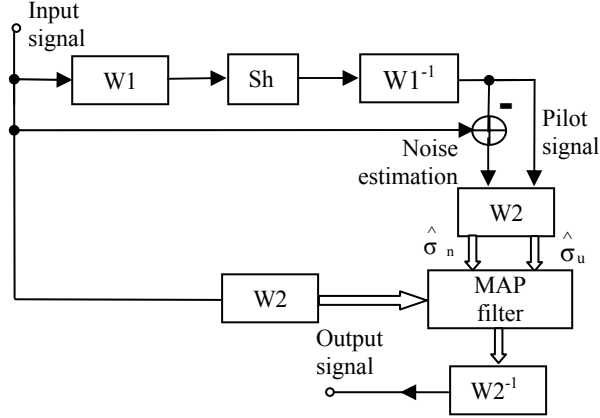 Input
signal
W1
Sh
W1⁻¹
-
Pilot
signal
Noise
estimation
W2
σ̂ n
σ̂ u
W2
MAP
filter
Output
signal
W2⁻¹